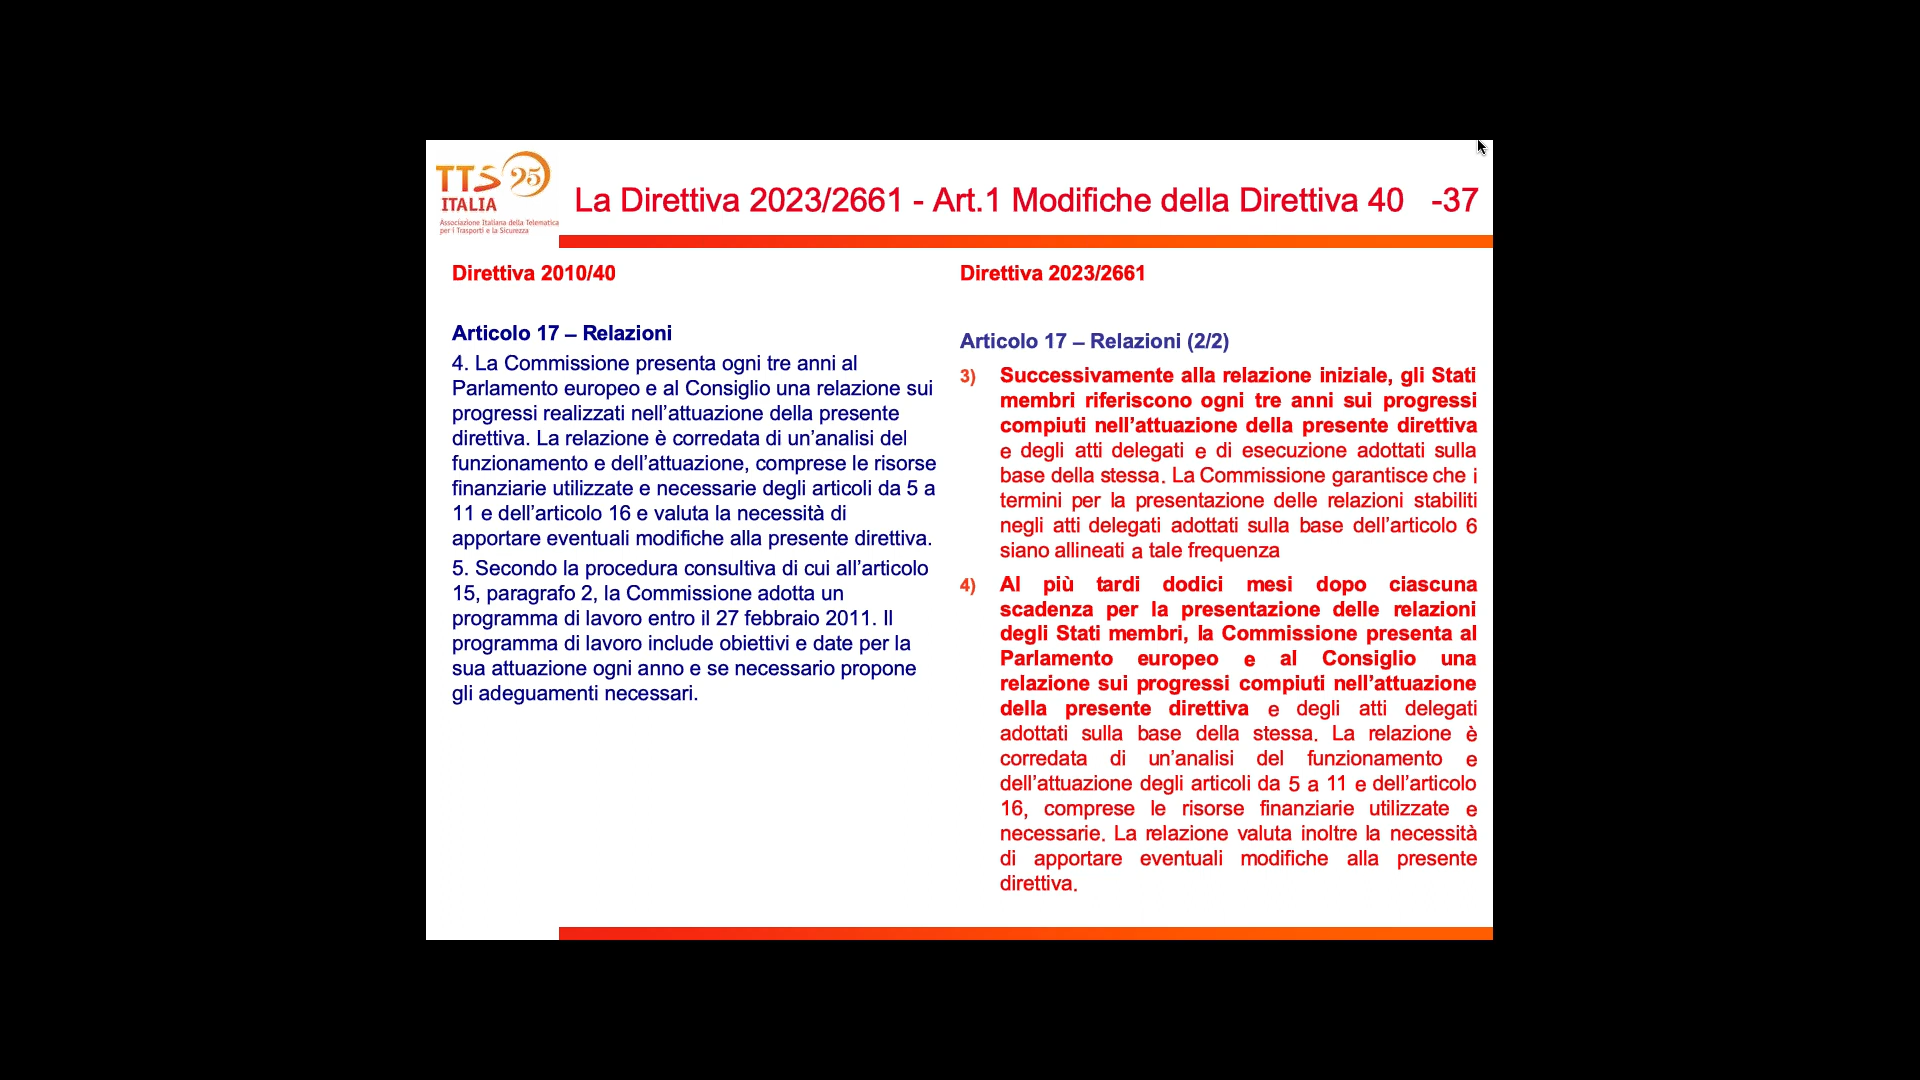 TTS 25
ITALIA
Associazione Italiana della Telematica
per i Trasporti e la Sicurezza
La Direttiva 2023/2661 - Art.1 Modifiche della Direttiva 40 -37
Direttiva 2010/40
Articolo 17 – Relazioni
4. La Commissione presenta ogni tre anni al
Parlamento europeo e al Consiglio una relazione sui
progressi realizzati nell’attuazione della presente
direttiva. La relazione è corredata di un’analisi del
funzionamento e dell’attuazione, comprese le risorse
finanziarie utilizzate e necessarie degli articoli da 5 a
11 e dell’articolo 16 e valuta la necessità di
apportare eventuali modifiche alla presente direttiva.
5. Secondo la procedura consultiva di cui all’articolo
15, paragrafo 2, la Commissione adotta un
programma di lavoro entro il 27 febbraio 2011. Il
programma di lavoro include obiettivi e date per la
sua attuazione ogni anno e se necessario propone
gli adeguamenti necessari.
Direttiva 2023/2661
Articolo 17 – Relazioni (2/2)
3) Successivamente alla relazione iniziale, gli Stati
membri riferiscono ogni tre anni sui progressi
compiuti nell’attuazione della presente direttiva
e degli atti delegati e di esecuzione adottati sulla
base della stessa. La Commissione garantisce che i
termini per la presentazione delle relazioni stabiliti
negli atti delegati adottati sulla base dell’articolo 6
siano allineati a tale frequenza
4) Al più tardi dodici mesi dopo ciascuna
scadenza per la presentazione delle relazioni
degli Stati membri, la Commissione presenta al
Parlamento europeo e al Consiglio una
relazione sui progressi compiuti nell’attuazione
della presente direttiva e degli atti delegati
adottati sulla base della stessa. La relazione è
corredata di un’analisi del funzionamento e
dell’attuazione degli articoli da 5 a 11 e dell’articolo
16, comprese le risorse finanziarie utilizzate e
necessarie. La relazione valuta inoltre la necessità
di apportare eventuali modifiche alla presente
direttiva.